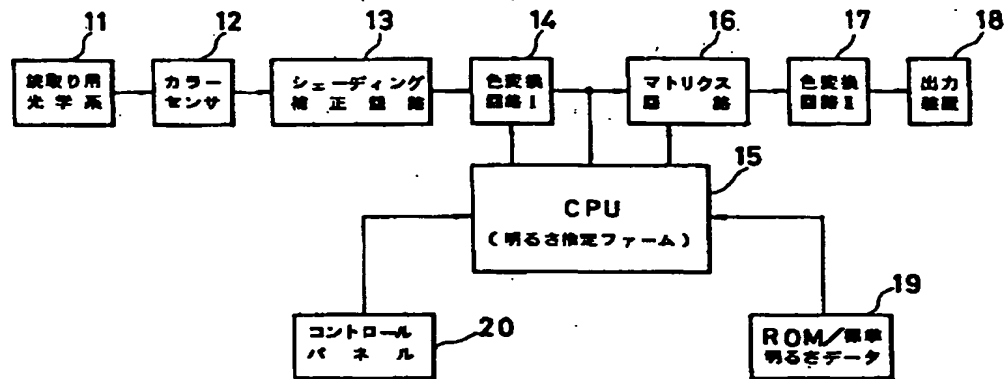 11
12
13
14
16
17
18
読取り用
光学系
カラー
センサ
シェーディング
補正回路
色変換
回路I
マトリクス
回路
色変換
回路II
出力
装置
15
CPU
(明るさ推定ファーム)
19
コントロール
パネル
20
ROM/標準
明るさデータ